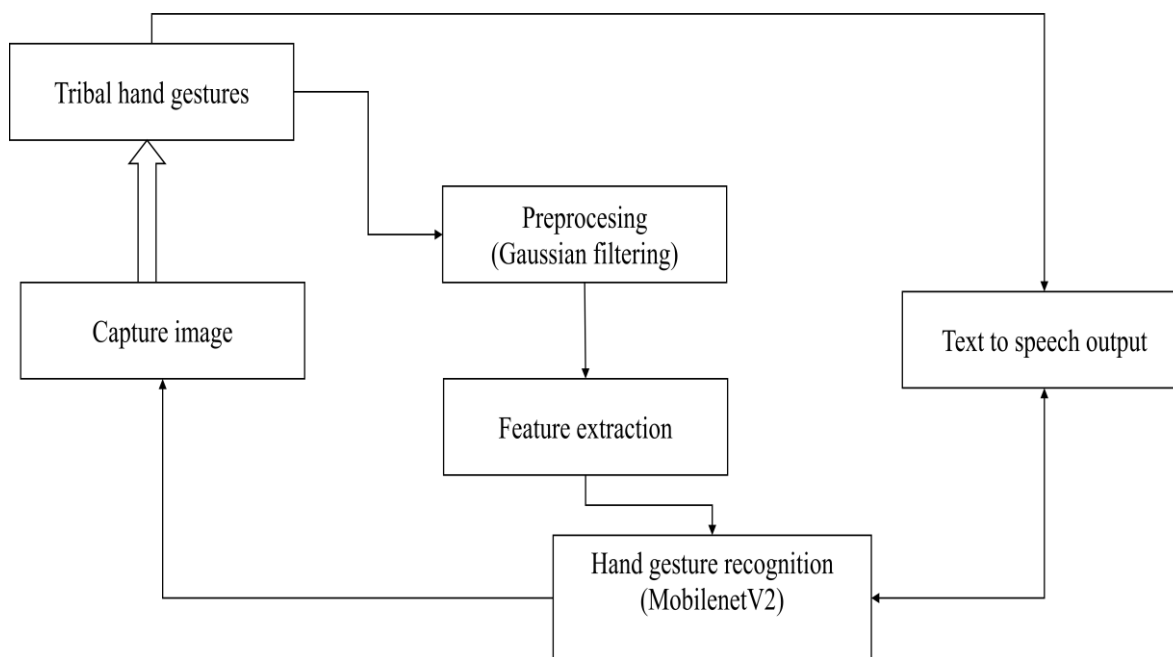 Tribal hand gestures
Preprocesing
(Gaussian filtering)
Capture image
Text to speech output
Feature extraction
Hand gesture recognition
(MobilenetV2)